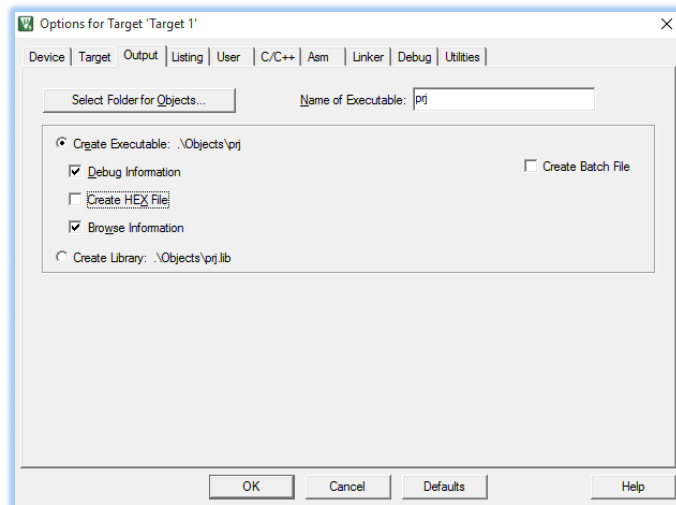 Options for Target 'Target 1'
Device Target Output Listing User C/C++ Asm Linker Debug Utilities
Select Folder for Objects... Name of Executable: prj
Create Executable: .\Objects\prj
Debug Information Create Batch File
Create HEX File
Browse Information
Create Library: .\Objects\prj.lib
OK Cancel Defaults Help